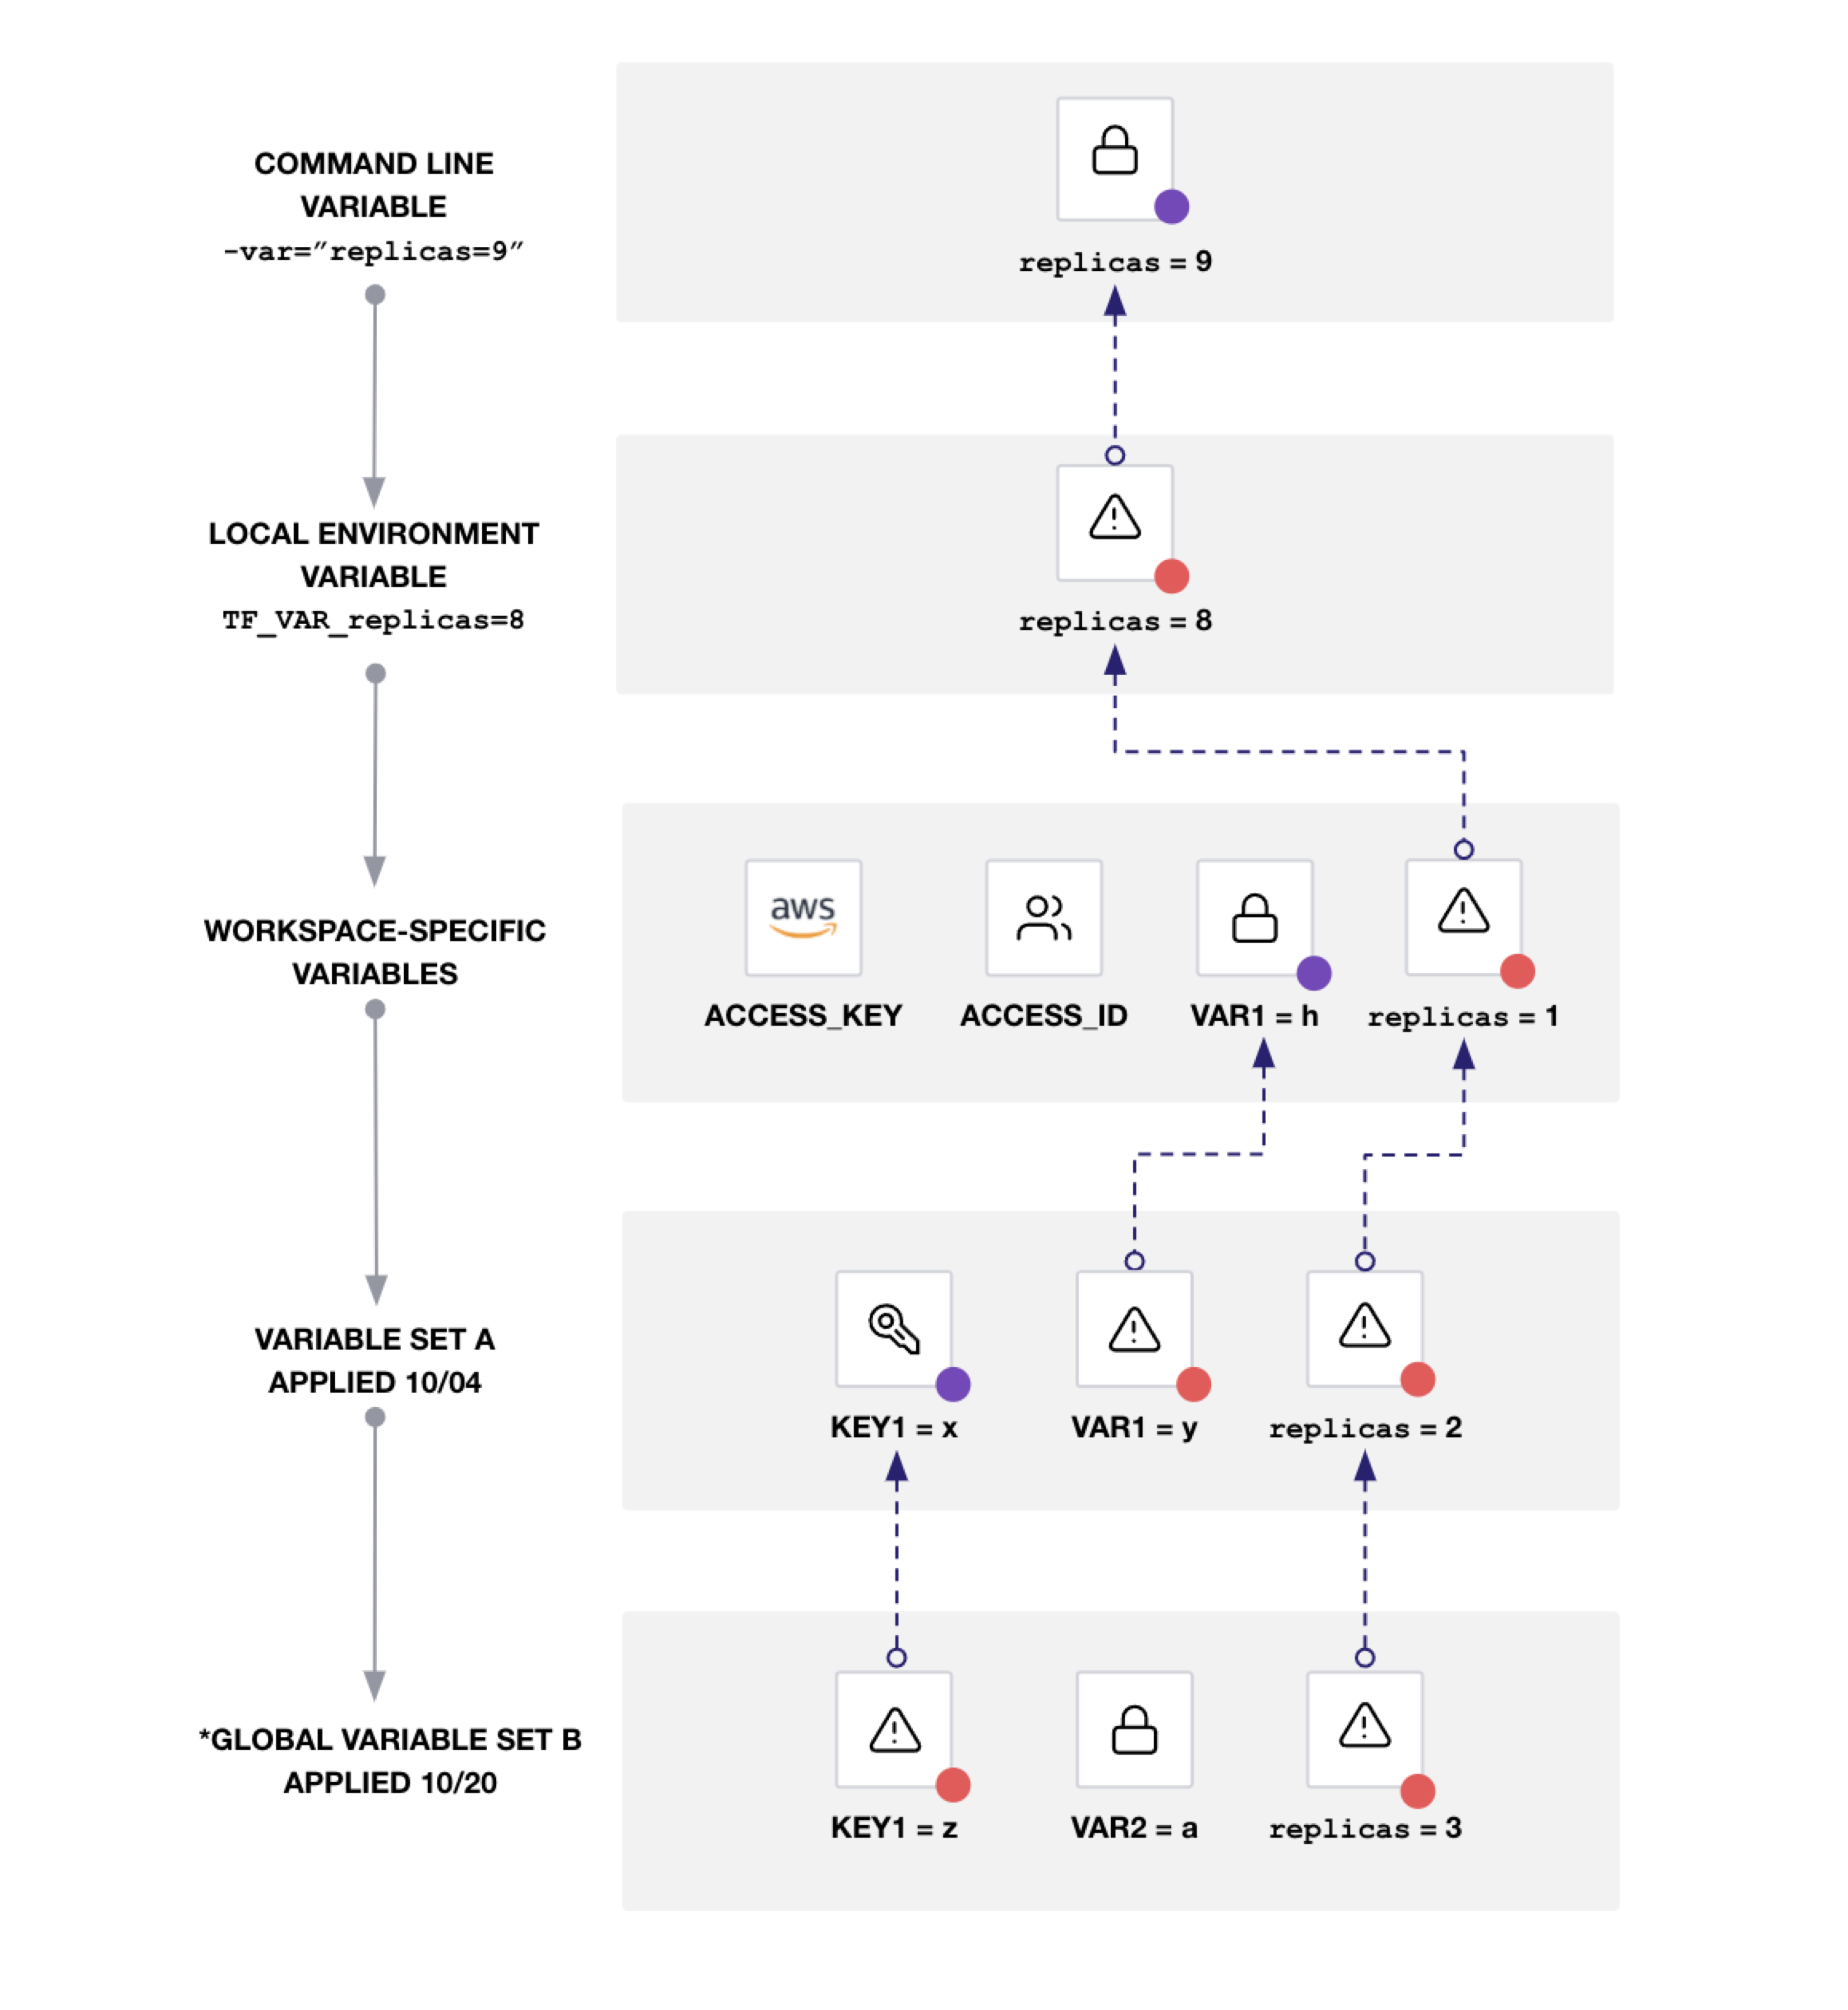 COMMAND LINE
VARIABLE
-var=″replicas=9″
replicas = 9
LOCAL ENVIRONMENT
VARIABLE
TF_VAR_replicas=8
replicas = 8
WORKSPACE-SPECIFIC
VARIABLES
aws
ACCESS_KEY
ACCESS_ID
VAR1 = h
replicas = 1
VARIABLE SET A
APPLIED 10/04
KEY1 = x
VAR1 = y
replicas = 2
*GLOBAL VARIABLE SET B
APPLIED 10/20
KEY1 = z
VAR2 = a
replicas = 3